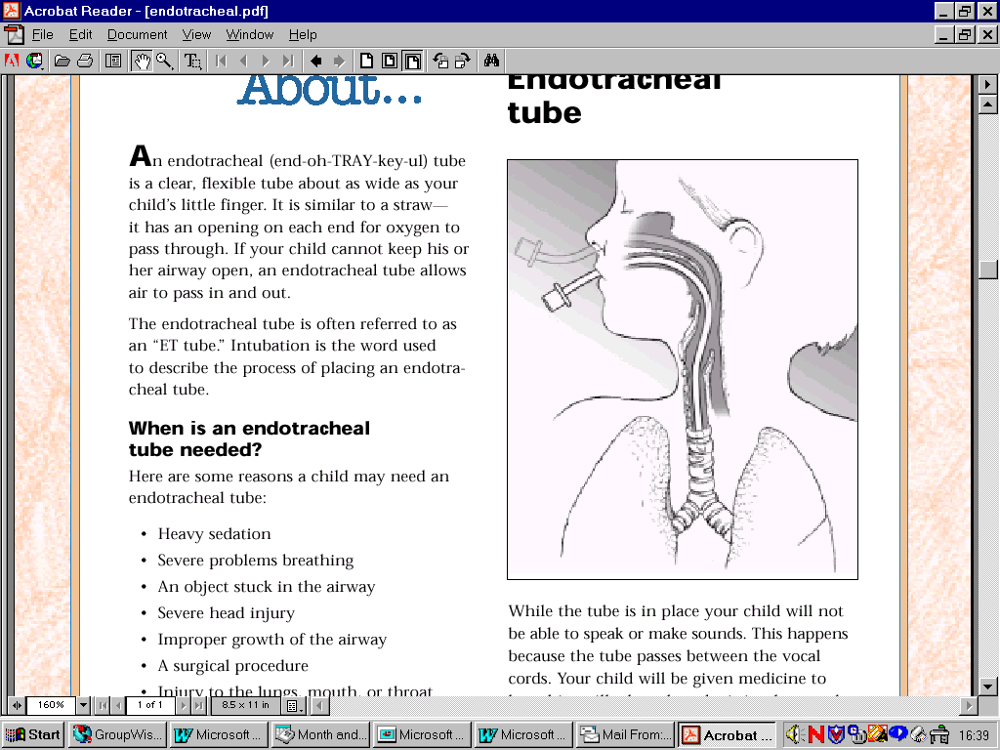 Acrobat Reader - [endotracheal.pdf]
File Edit Document View Window Help
About...
An endotracheal (end-oh-TRAY-key-ul) tube
is a clear, flexible tube about as wide as your
child's little finger. It is similar to a straw—
it has an opening on each end for oxygen to
pass through. If your child cannot keep his or
her airway open, an endotracheal tube allows
air to pass in and out.
The endotracheal tube is often referred to as
an “ET tube.” Intubation is the word used
to describe the process of placing an endotra-
cheal tube.
When is an endotracheal
tube needed?
Here are some reasons a child may need an
endotracheal tube:
• Heavy sedation
• Severe problems breathing
• An object stuck in the airway
• Severe head injury
• Improper growth of the airway
• A surgical procedure
• Injury to the lungs, mouth, or throat
Endotracheal
tube
While the tube is in place your child will not
be able to speak or make sounds. This happens
because the tube passes between the vocal
cords. Your child will be given medicine to
160% 1 of 1 8.5 x 11 in
Start GroupWis... Microsoft ... Month and... Microsoft ... Microsoft ... Mail From:... Acrobat ... 16:39